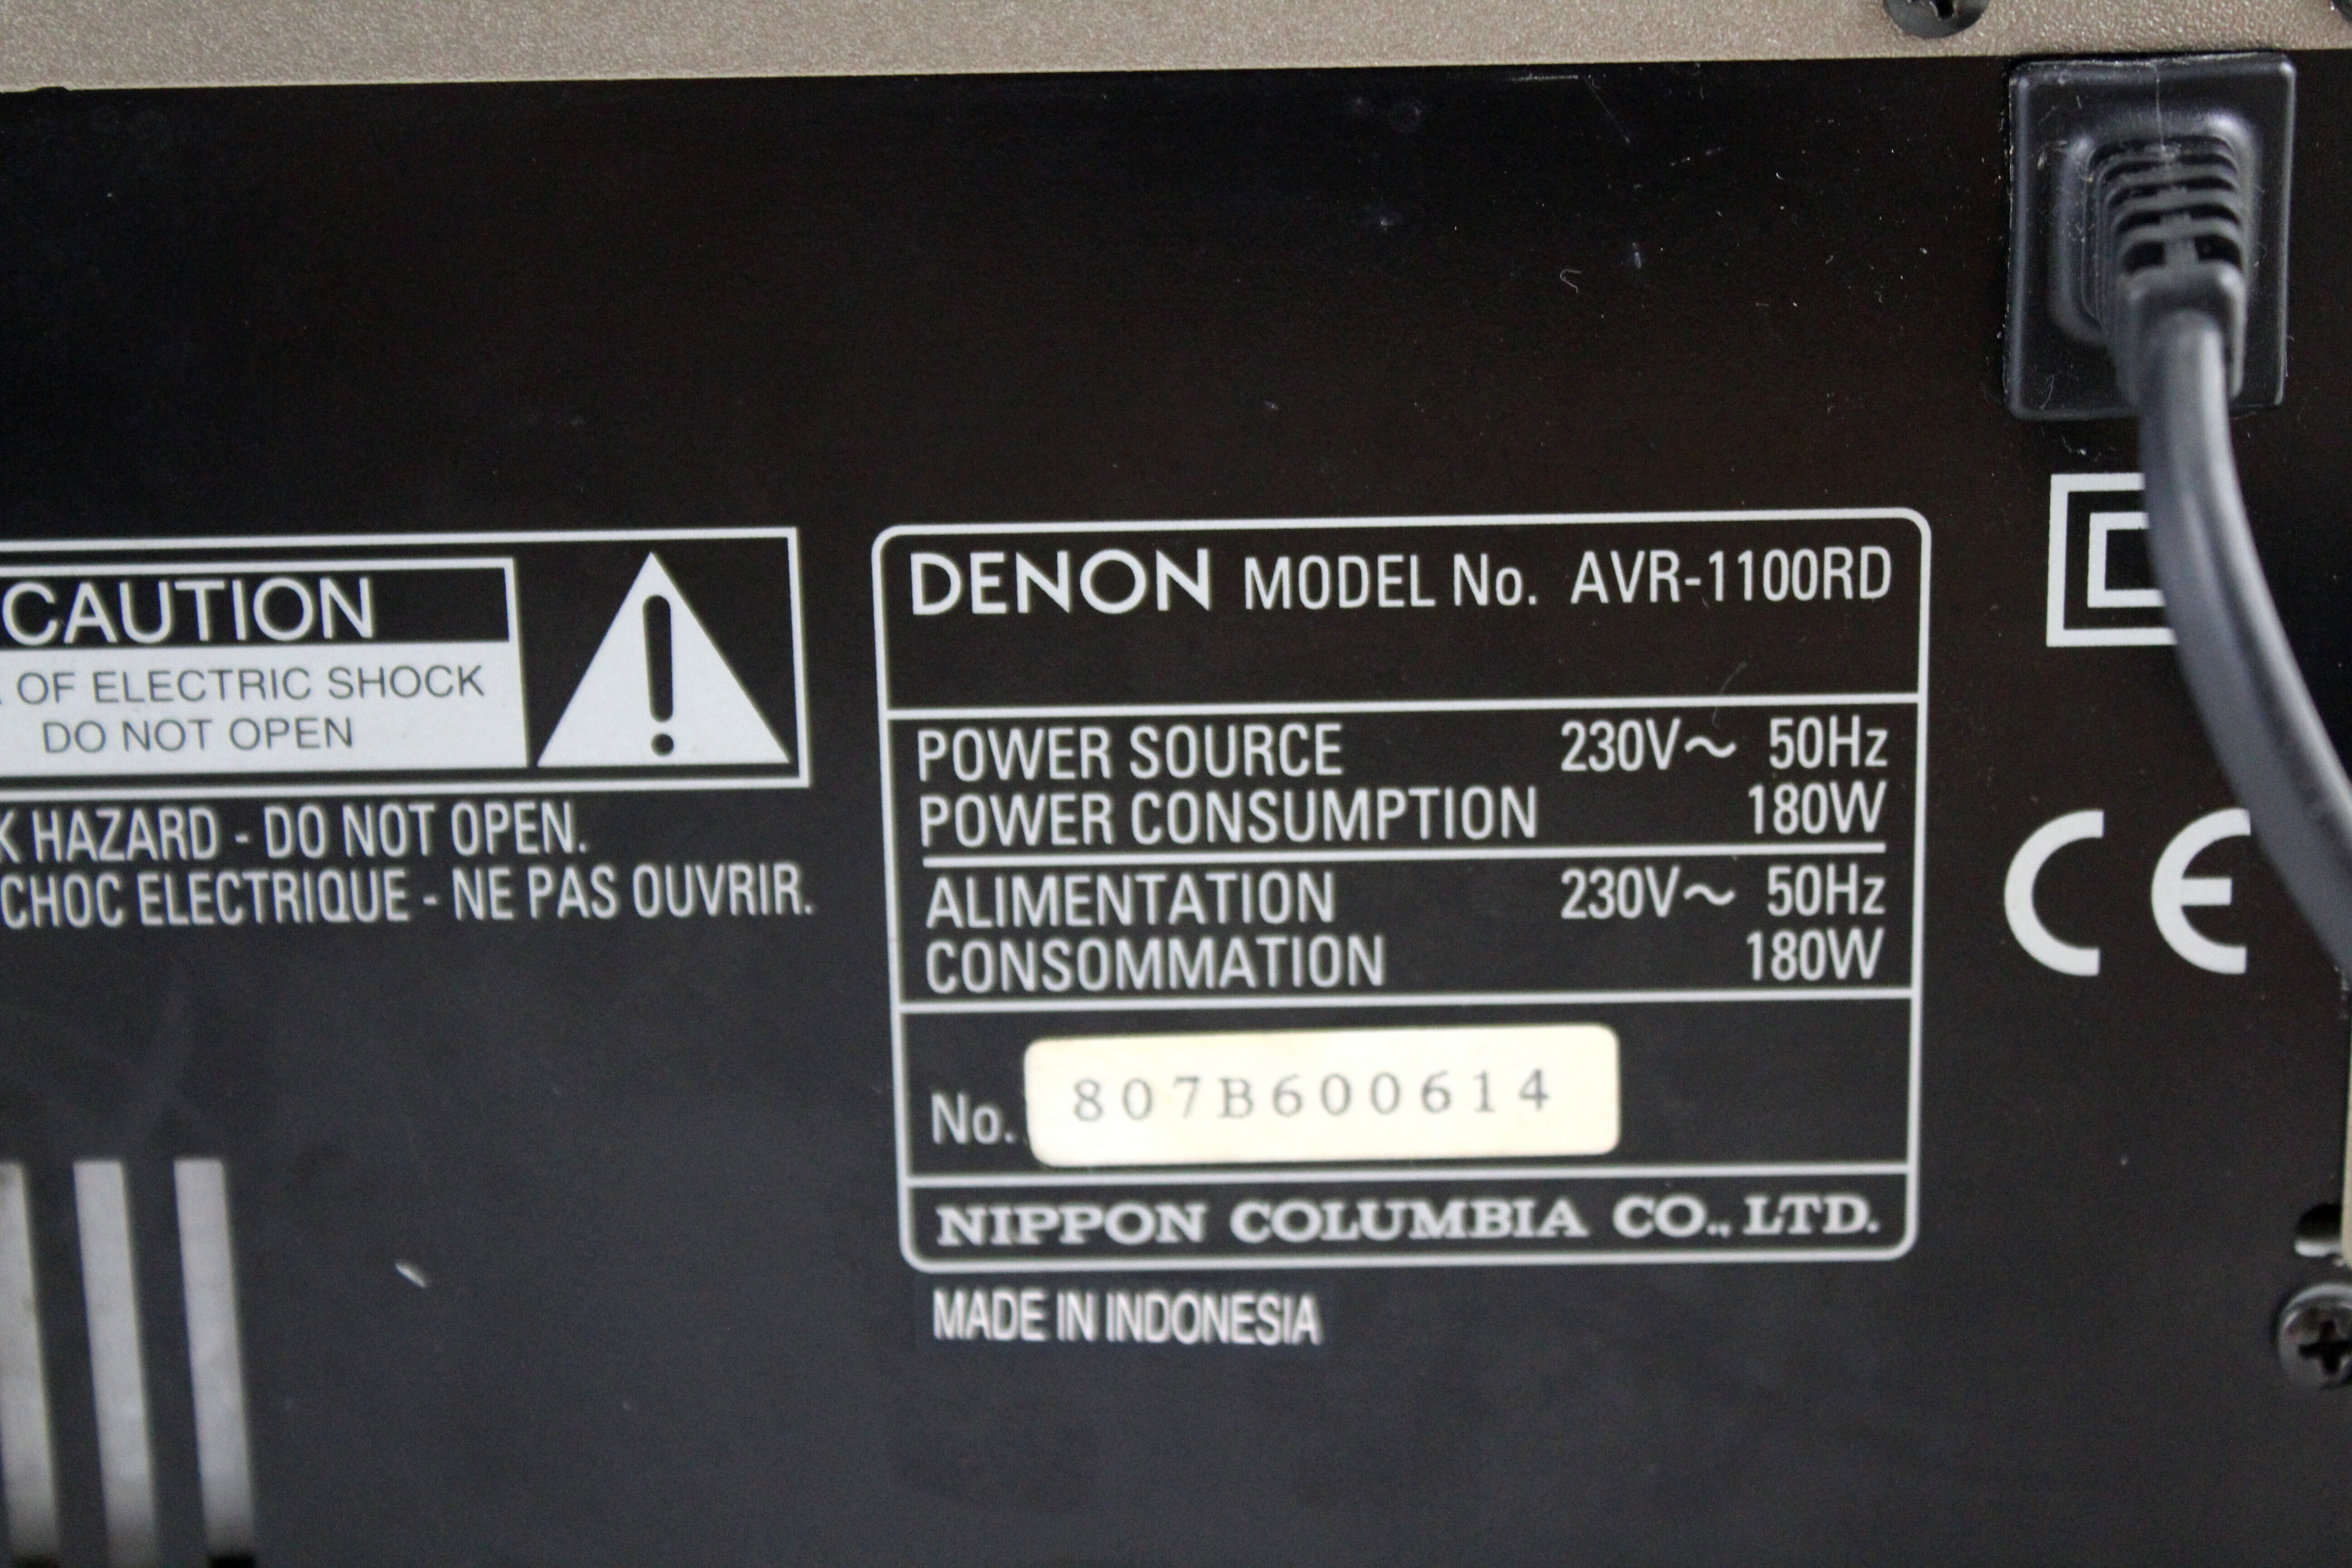 CAUTION
OF ELECTRIC SHOCK
DO NOT OPEN
HAZARD - DO NOT OPEN.
CHOC ELECTRIQUE - NE PAS OUVRIR.
DENON MODEL No. AVR-1100RD
POWER SOURCE 230V～ 50Hz
POWER CONSUMPTION 180W
ALIMENTATION 230V～ 50Hz
CONSOMMATION 180W
No. 807B600614
NIPPON COLUMBIA CO., LTD.
MADE IN INDONESIA
CE